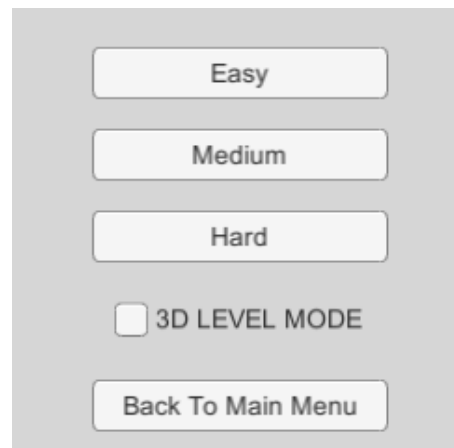 Easy
Medium
Hard
3D LEVEL MODE
Back To Main Menu